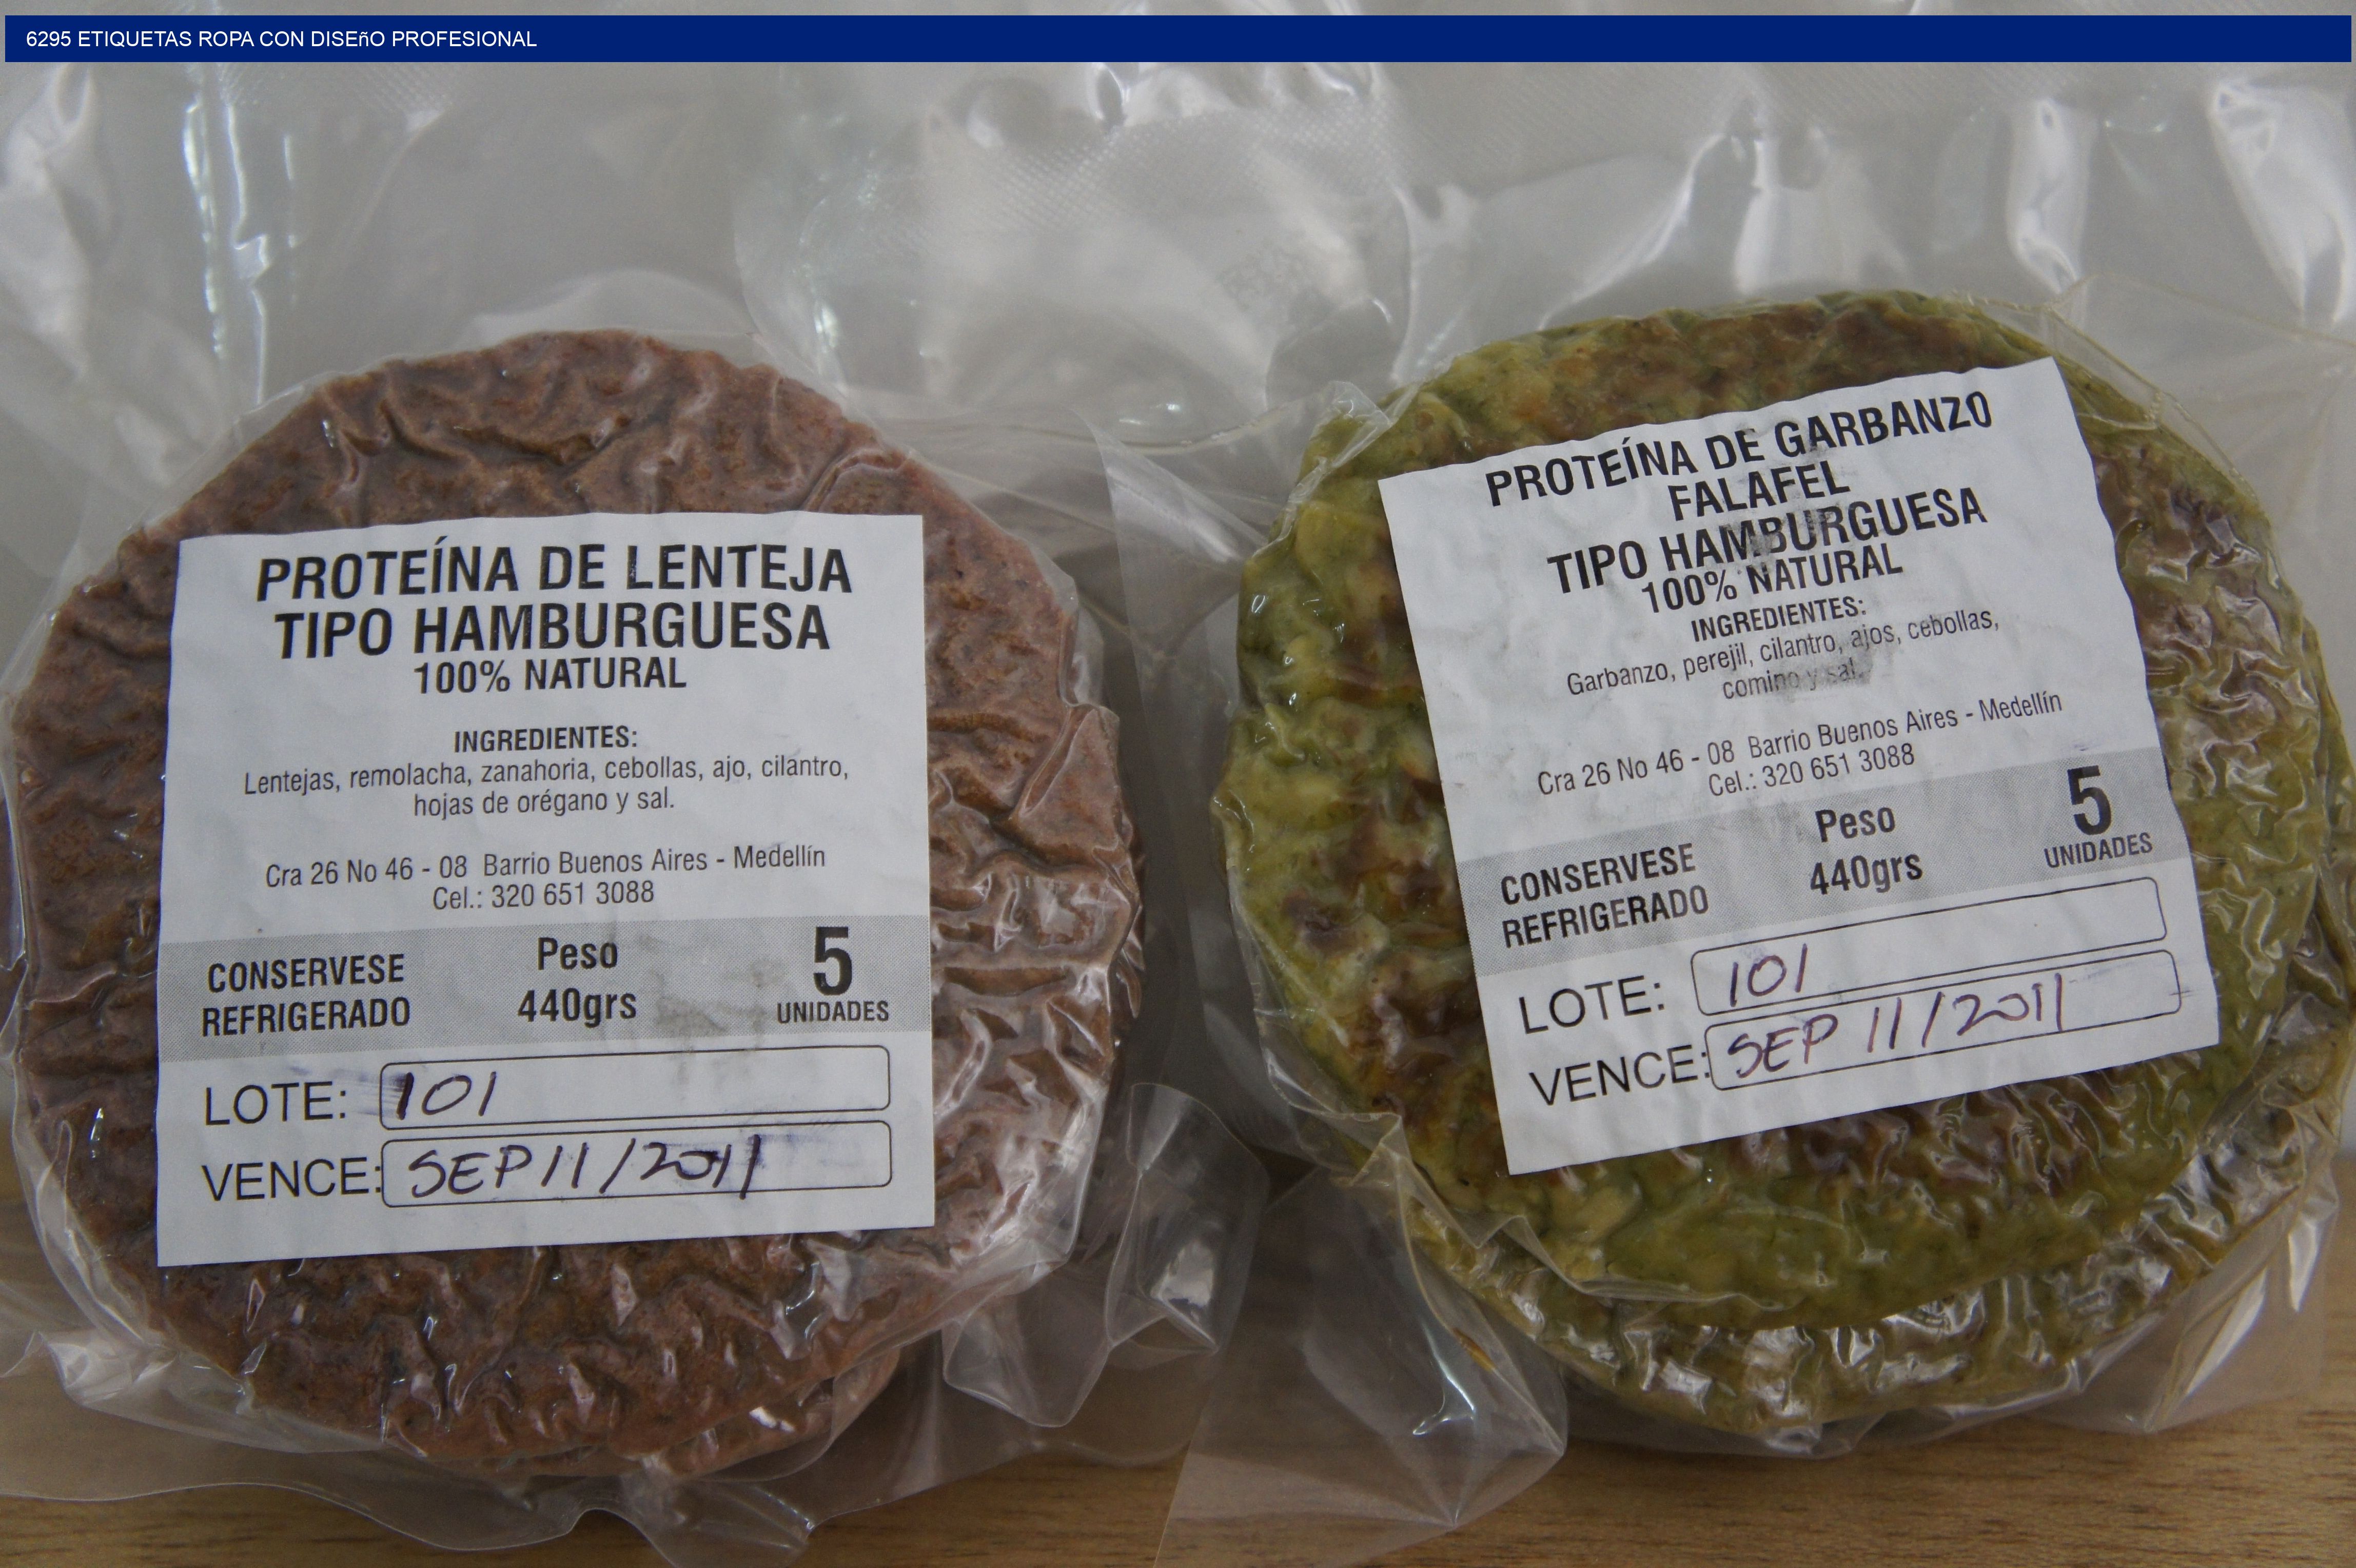 6295 ETIQUETAS ROPA CON DISEñO PROFESIONAL
PROTEÍNA DE LENTEJA
TIPO HAMBURGUESA
100% NATURAL
INGREDIENTES:
Lentejas, remolacha, zanahoria, cebollas, ajo, cilantro,
hojas de orégano y sal.
Cra 26 No 46 - 08 Barrio Buenos Aires - Medellín
Cel.: 320 651 3088
CONSERVESE
REFRIGERADO
Peso
440grs
5
UNIDADES
LOTE: 101
VENCE: SEP 11/2011
PROTEÍNA DE GARBANZO
FALAFEL
TIPO HAMBURGUESA
100% NATURAL
INGREDIENTES:
Garbanzo, perejil, cilantro, ajos, cebollas,
comino y sal.
Cra 26 No 46 - 08 Barrio Buenos Aires - Medellín
Cel.: 320 651 3088
CONSERVESE
REFRIGERADO
Peso
440grs
5
UNIDADES
LOTE: 101
VENCE: SEP 11/2011